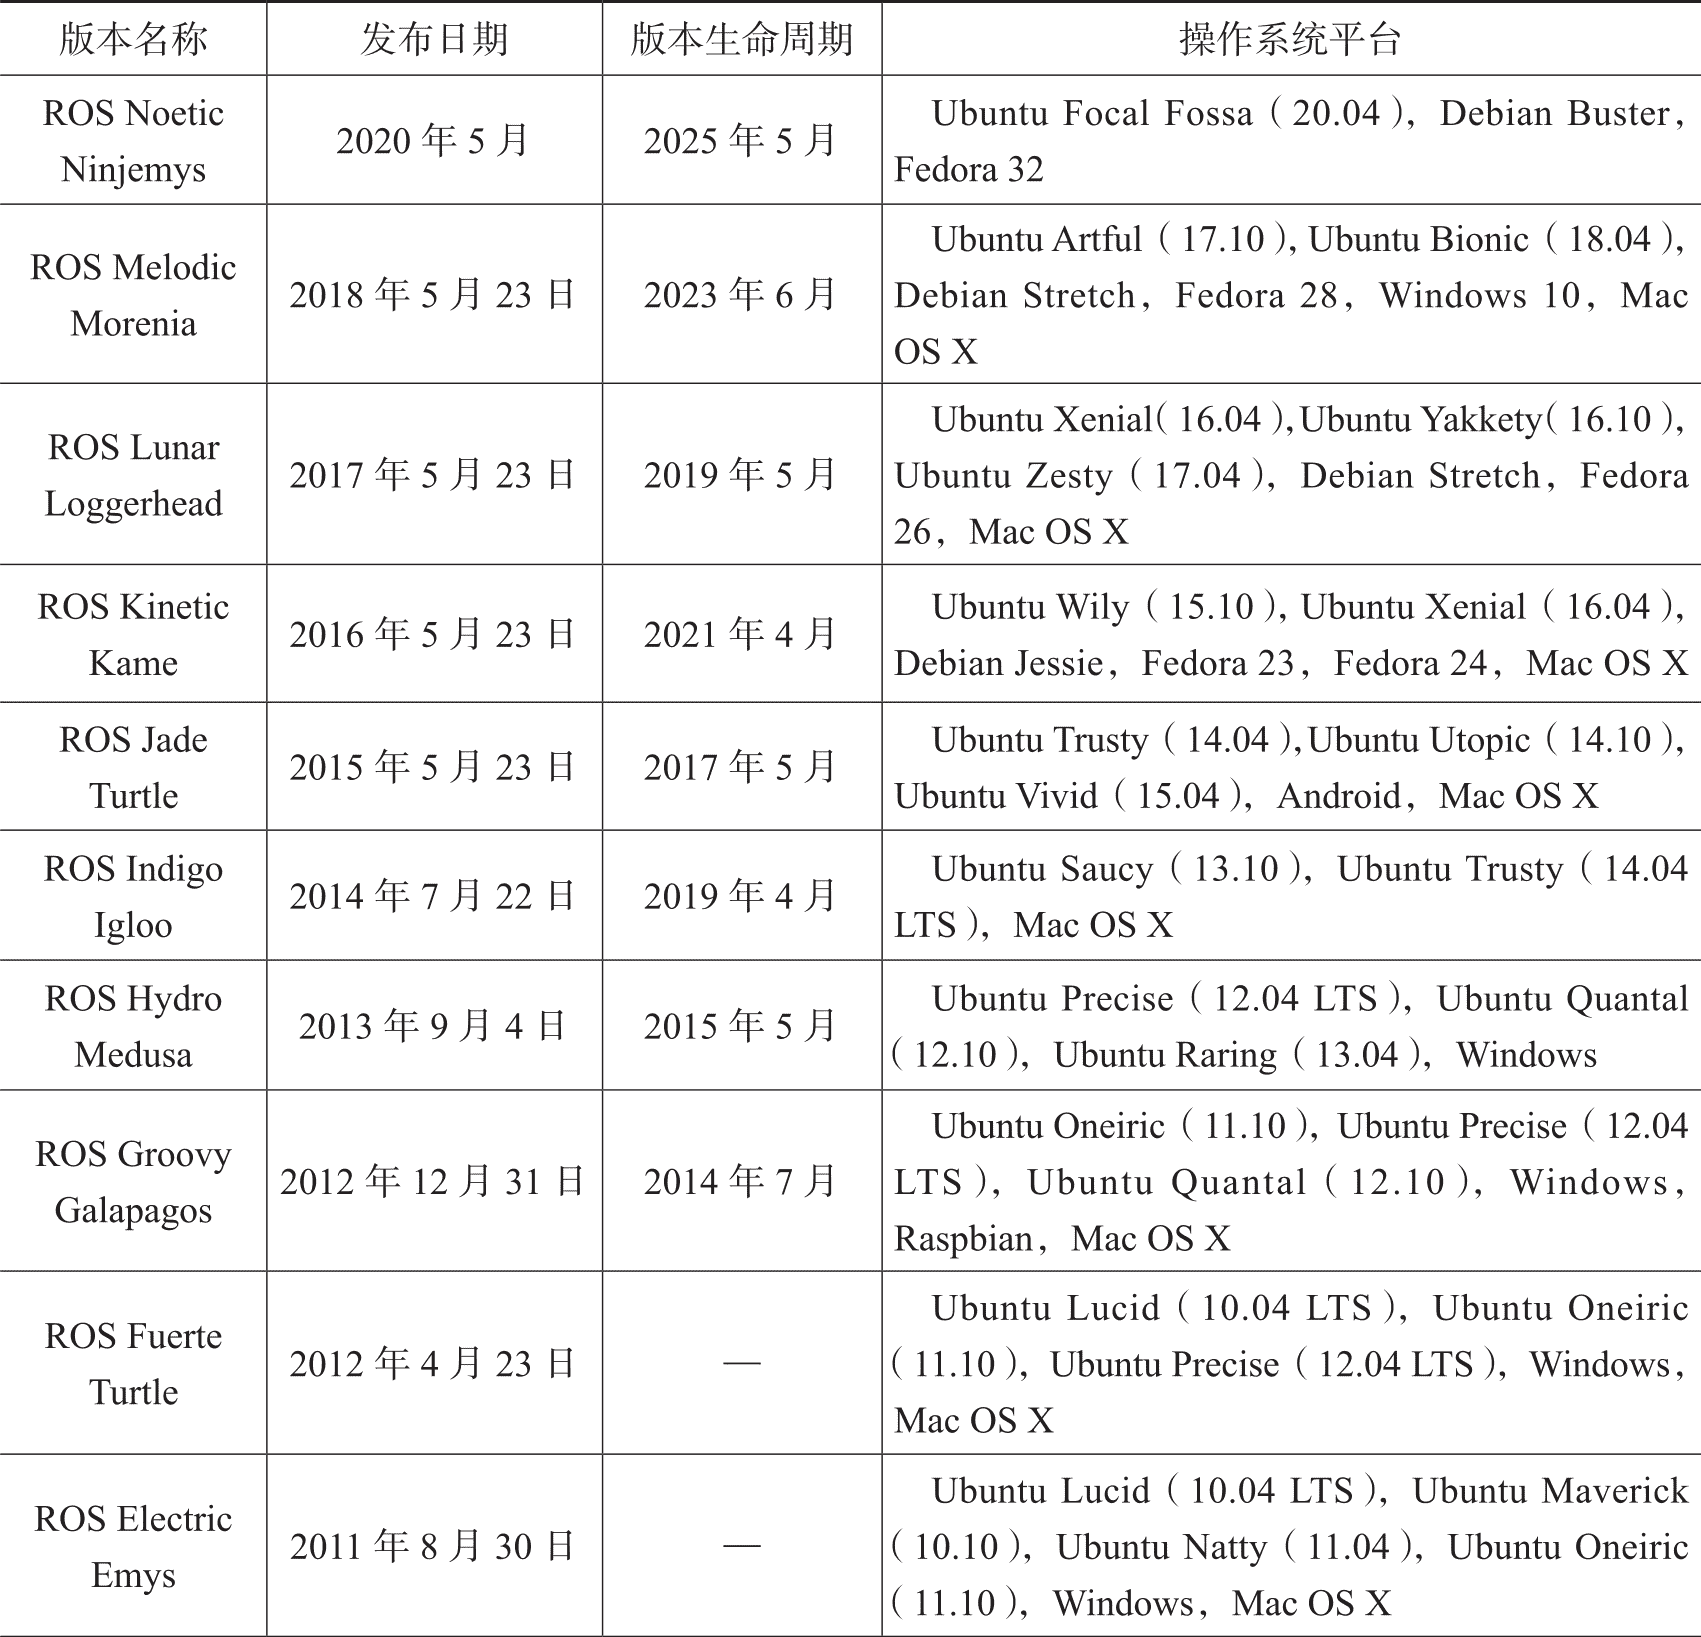 版本名称 发布日期 版本生命周期 操作系统平台
ROS Noetic
Ninjemys
2020 年 5 月
2025 年 5 月
Ubuntu Focal Fossa（20.04），Debian Buster，
Fedora 32
ROS Melodic
Morenia
2018 年 5 月 23 日
2023 年 6 月
Ubuntu Artful（17.10），Ubuntu Bionic（18.04），
Debian Stretch，Fedora 28，Windows 10，Mac
OS X
ROS Lunar
Loggerhead
2017 年 5 月 23 日
2019 年 5 月
Ubuntu Xenial（16.04），Ubuntu Yakkety（16.10），
Ubuntu Zesty（17.04），Debian Stretch，Fedora
26，Mac OS X
ROS Kinetic
Kame
2016 年 5 月 23 日
2021 年 4 月
Ubuntu Wily（15.10），Ubuntu Xenial（16.04），
Debian Jessie，Fedora 23，Fedora 24，Mac OS X
ROS Jade
Turtle
2015 年 5 月 23 日
2017 年 5 月
Ubuntu Trusty（14.04），Ubuntu Utopic（14.10），
Ubuntu Vivid（15.04），Android，Mac OS X
ROS Indigo
Igloo
2014 年 7 月 22 日
2019 年 4 月
Ubuntu Saucy（13.10），Ubuntu Trusty（14.04
LTS），Mac OS X
ROS Hydro
Medusa
2013 年 9 月 4 日
2015 年 5 月
Ubuntu Precise（12.04 LTS），Ubuntu Quantal
（12.10），Ubuntu Raring（13.04），Windows
ROS Groovy
Galapagos
2012 年 12 月 31 日
2014 年 7 月
Ubuntu Oneiric（11.10），Ubuntu Precise（12.04
LTS），Ubuntu Quantal（12.10），Windows，
Raspbian，Mac OS X
ROS Fuerte
Turtle
2012 年 4 月 23 日
—
Ubuntu Lucid（10.04 LTS），Ubuntu Oneiric
（11.10），Ubuntu Precise（12.04 LTS），Windows，
Mac OS X
ROS Electric
Emys
2011 年 8 月 30 日
—
Ubuntu Lucid（10.04 LTS），Ubuntu Maverick
（10.10），Ubuntu Natty（11.04），Ubuntu Oneiric
（11.10），Windows，Mac OS X